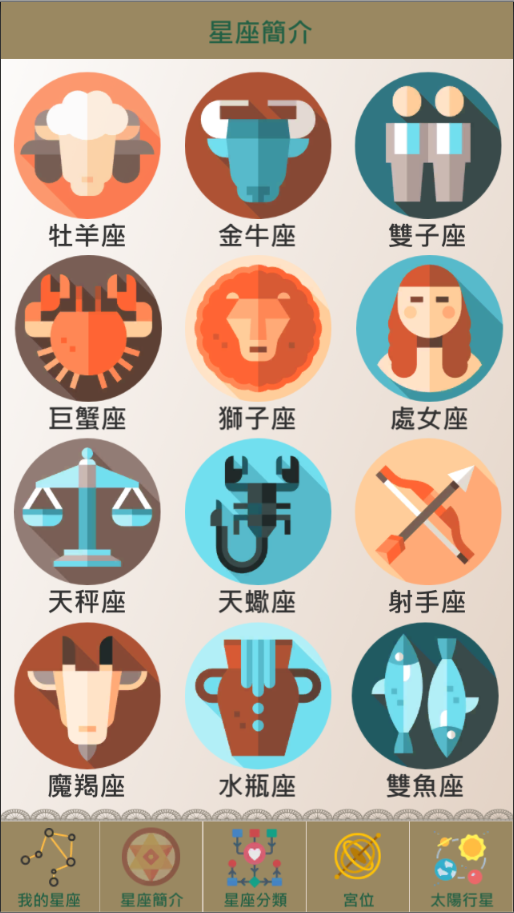 星座簡介
牡羊座 金牛座 雙子座
巨蟹座 獅子座 處女座
天秤座 天蠍座 射手座
魔羯座 水瓶座 雙魚座
我的星座 星座簡介 星座分類 宮位 太陽行星